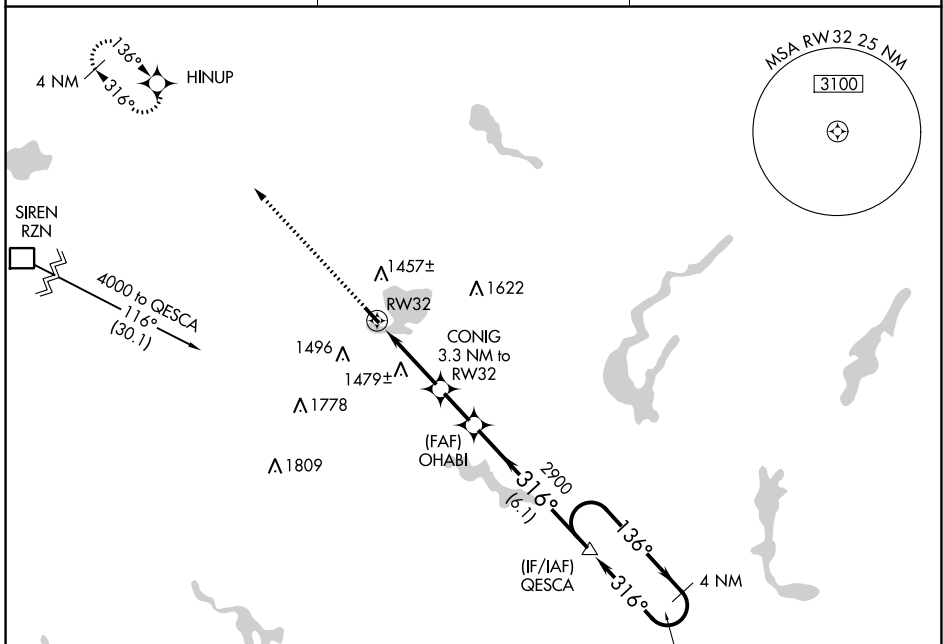 136°
4 NM
316°
HINUP
MSA RW 32 25 NM
3100
SIREN
RZN
4000 to QESCA
116°
(30.1)
1457±
1622
RW32
CONIG
3.3 NM to
RW32
1496
1479±
1778
(FAF)
OHABI
1809
2900
316°
(6.1)
136°
(IF/IAF)
QESCA
316°
4 NM